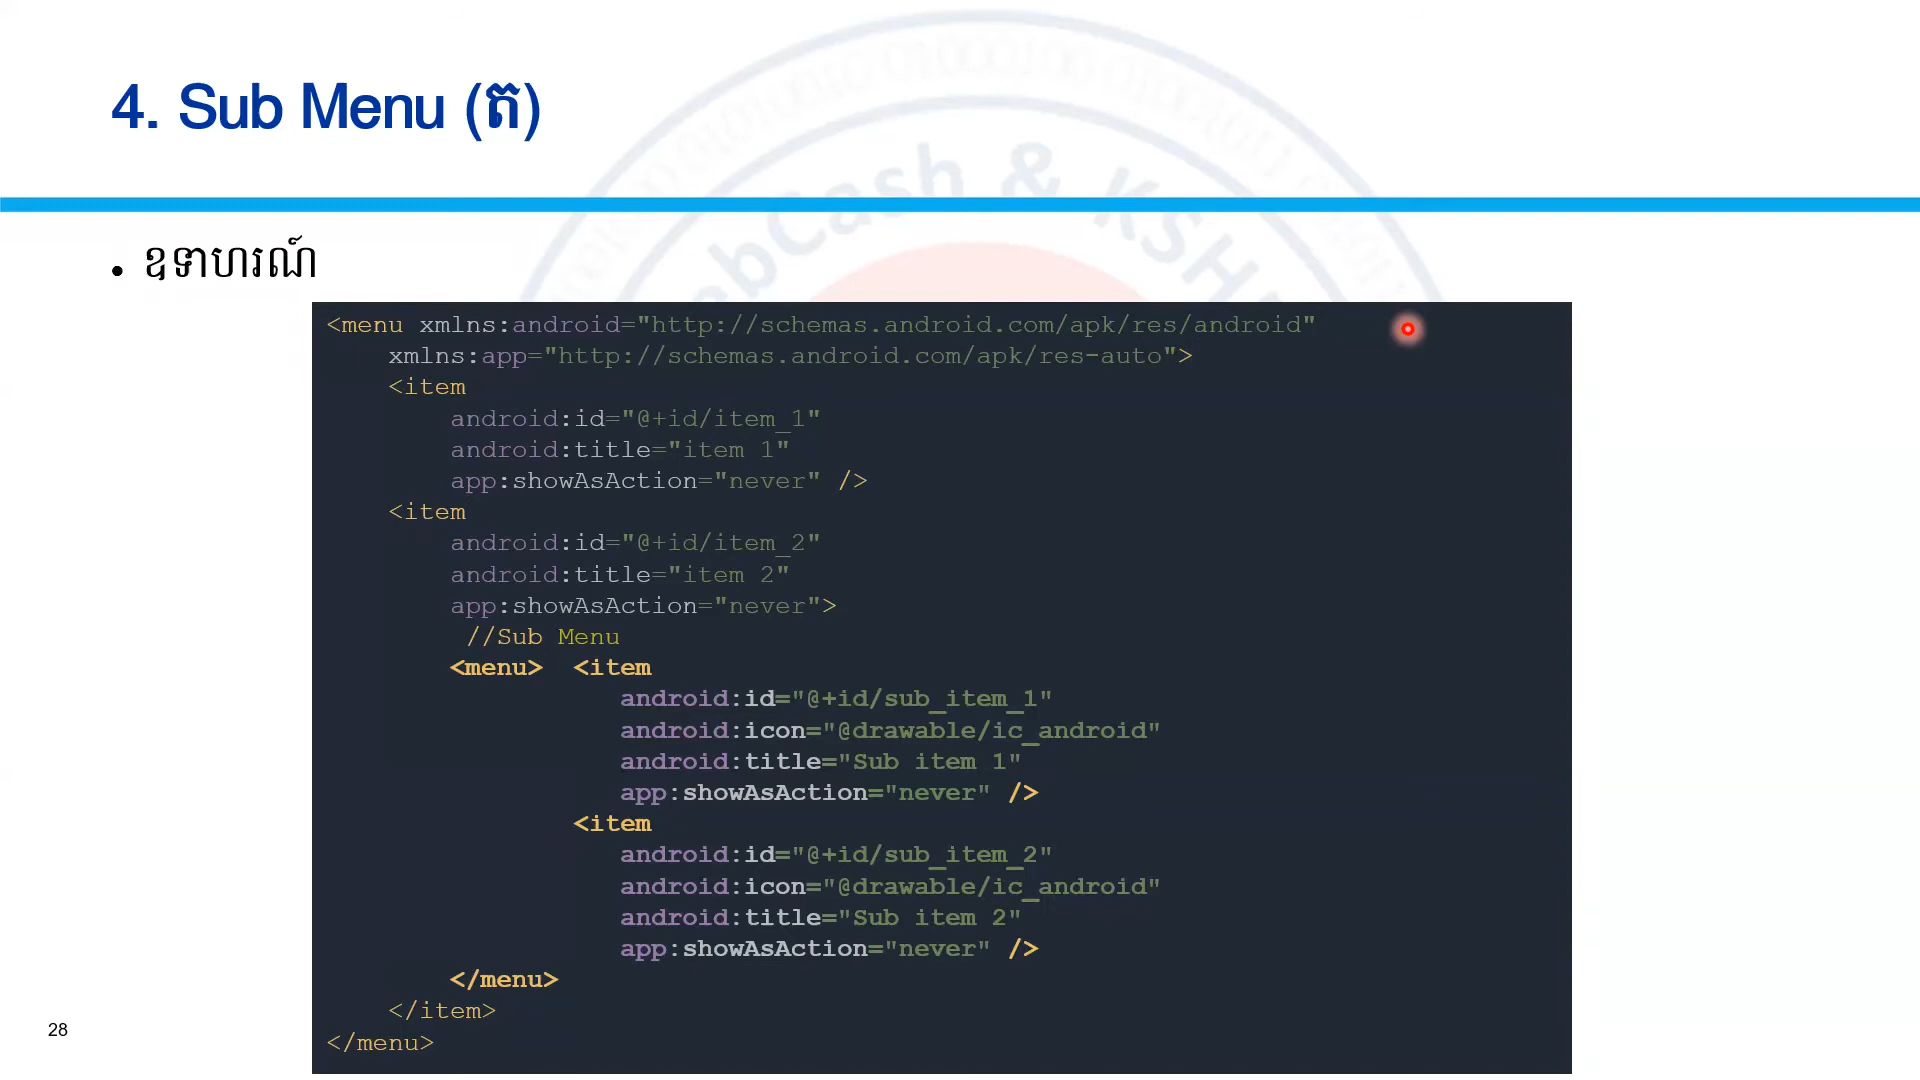 4. Sub Menu (ត)
• ឧទាហរណ៍
<menu xmlns:android="http://schemas.android.com/apk/res/android"
    xmlns:app="http://schemas.android.com/apk/res-auto">
    <item
        android:id="@+id/item_1"
        android:title="item 1"
        app:showAsAction="never" />
    <item
        android:id="@+id/item_2"
        android:title="item 2"
        app:showAsAction="never">
         //Sub Menu
        <menu>  <item
                   android:id="@+id/sub_item_1"
                   android:icon="@drawable/ic_android"
                   android:title="Sub item 1"
                   app:showAsAction="never" />
                <item
                   android:id="@+id/sub_item_2"
                   android:icon="@drawable/ic_android"
                   android:title="Sub item 2"
                   app:showAsAction="never" />
        </menu>
    </item>
</menu>
28